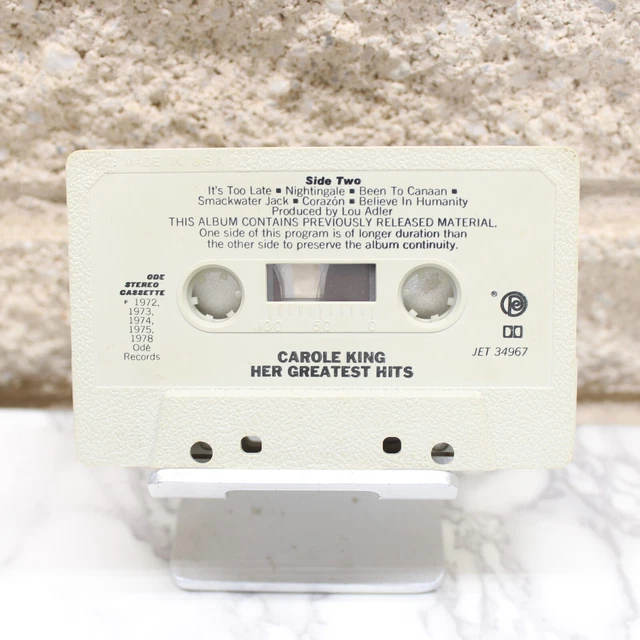 Side Two
It's Too Late ▪ Nightingale ▪ Been To Canaan ▪
Smackwater Jack ▪ Corazón ▪ Believe In Humanity
Produced by Lou Adler
THIS ALBUM CONTAINS PREVIOUSLY RELEASED MATERIAL.
One side of this program is of longer duration than
the other side to preserve the album continuity.
ODE
STEREO
CASSETTE
℗ 1972,
1973,
1974,
1975,
1978
Odé
Records
100 50 0
®
JET 34967
CAROLE KING
HER GREATEST HITS